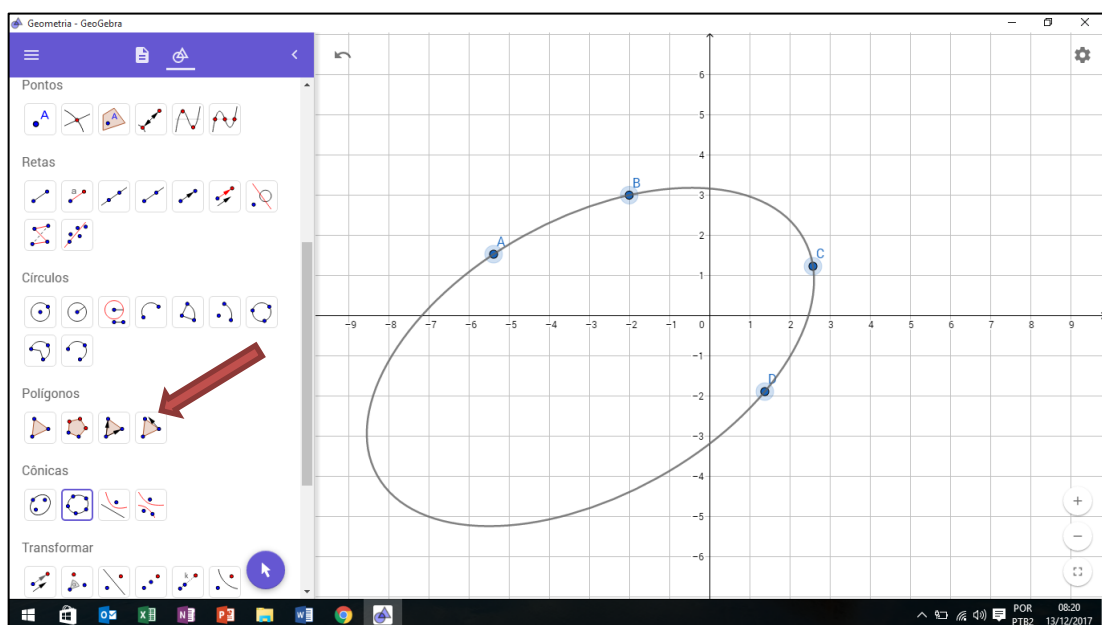 Geometria - GeoGebra
Pontos
A
A
Retas
a
Círculos
Polígonos
Cônicas
Transformar
k
6
5
4
3
2
1
−9 −8 −7 −6 −5 −4 −3 −2 −1 0 1 2 3 4 5 6 7 8 9
−1
−2
−3
−4
−5
−6
A
B
C
D
POR 08:20
PTB2 13/12/2017